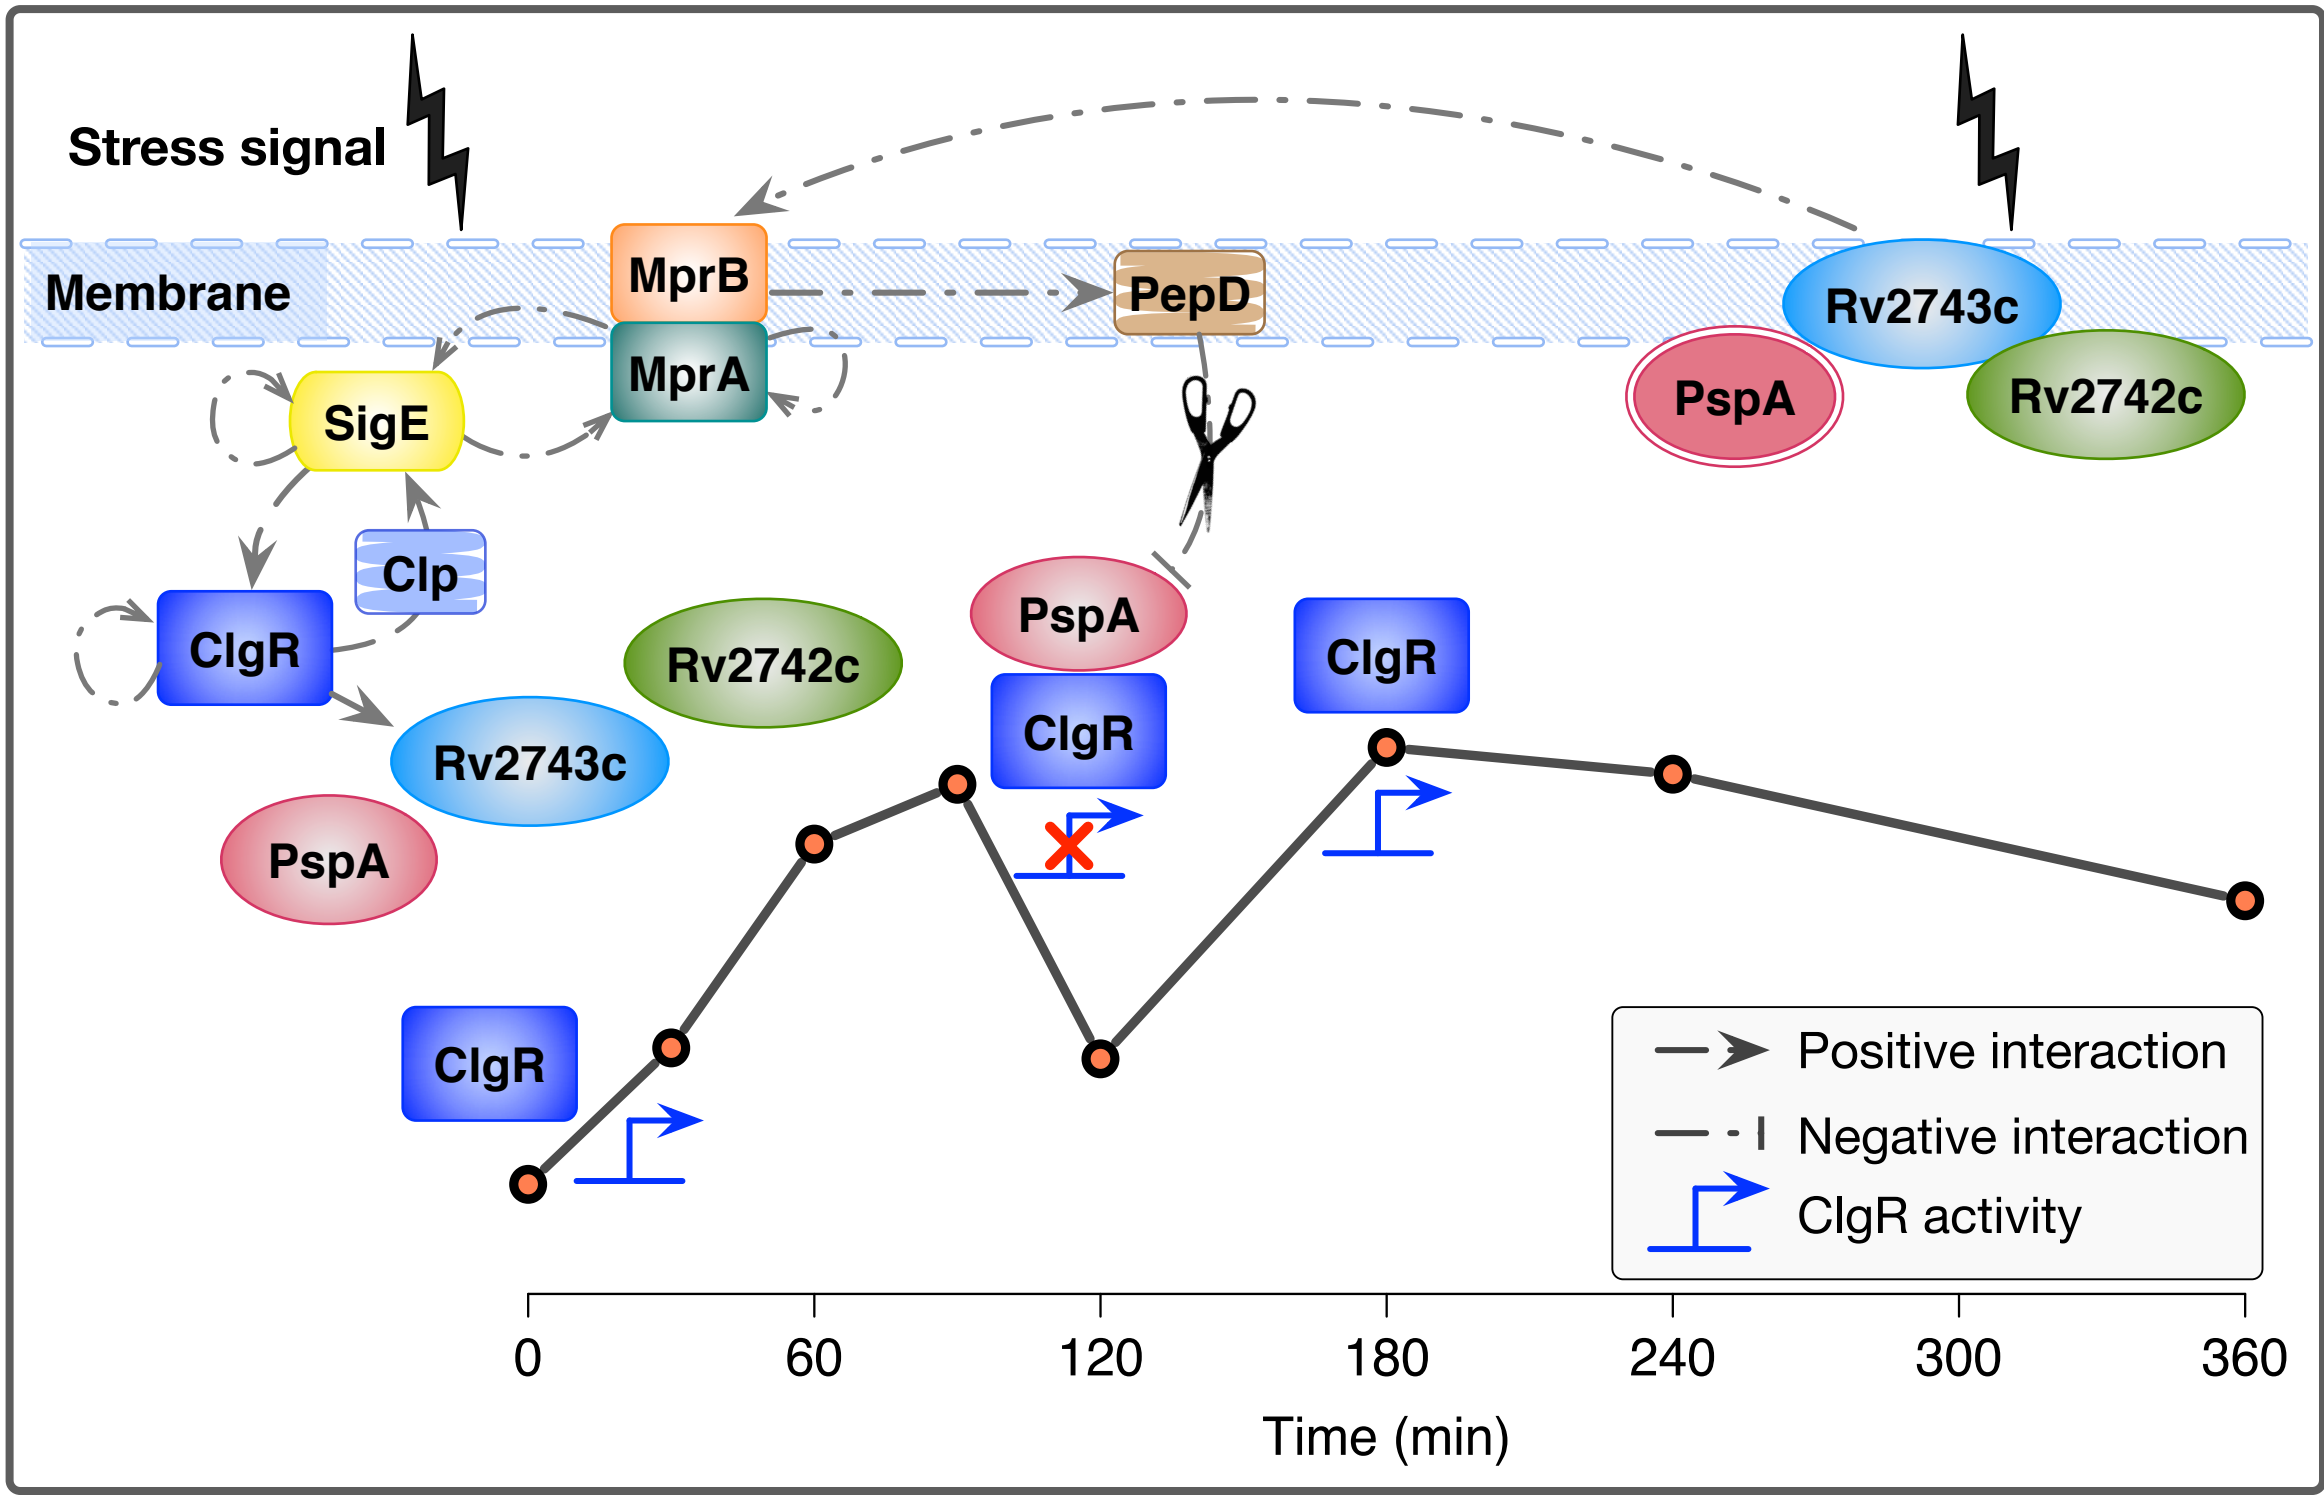 Stress signal
Membrane
MprB
MprA
PepD
Rv2743c
PspA
Rv2742c
SigE
Clp
ClgR
Rv2742c
PspA
ClgR
ClgR
Rv2743c
PspA
ClgR
Positive interaction
Negative interaction
ClgR activity
0 60 120 180 240 300 360
Time (min)